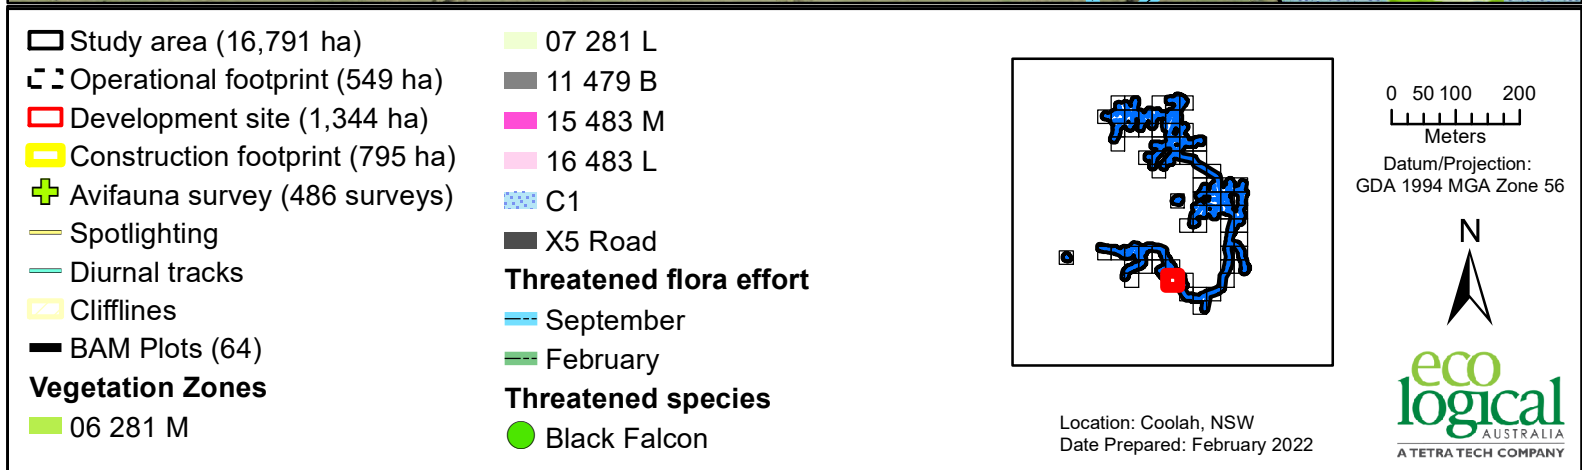 Study area (16,791 ha)
Operational footprint (549 ha)
Development site (1,344 ha)
Construction footprint (795 ha)
Avifauna survey (486 surveys)
Spotlighting
Diurnal tracks
Clifflines
BAM Plots (64)
Vegetation Zones
06 281 M
07 281 L
11 479 B
15 483 M
16 483 L
C1
X5 Road
Threatened flora effort
September
February
Threatened species
Black Falcon
Location: Coolah, NSW
Date Prepared: February 2022
0 50 100 200
Meters
Datum/Projection:
GDA 1994 MGA Zone 56
N
eco
logical
AUSTRALIA
A TETRA TECH COMPANY